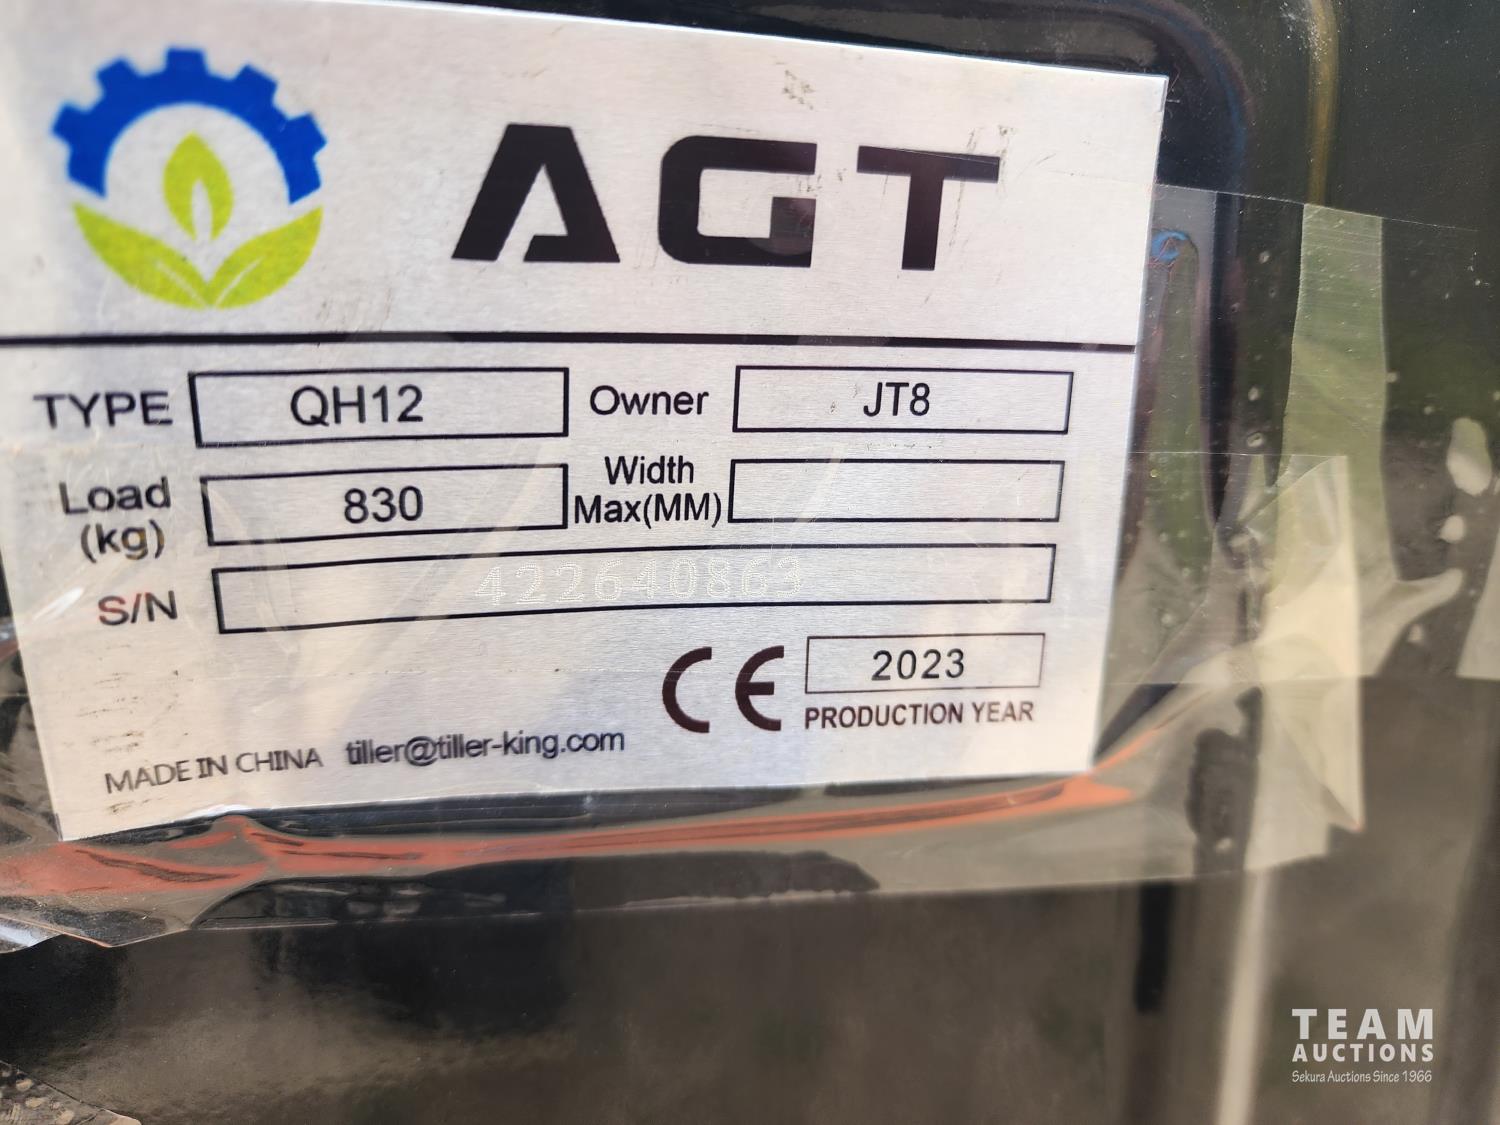 AGT
TYPE QH12 Owner JT8
Load (kg) 830 Width Max(MM)
S/N 422640863
CE 2023
PRODUCTION YEAR
MADE IN CHINA tiller@tiller-king.com
TEAM
AUCTIONS
Sekura Auctions Since 1966